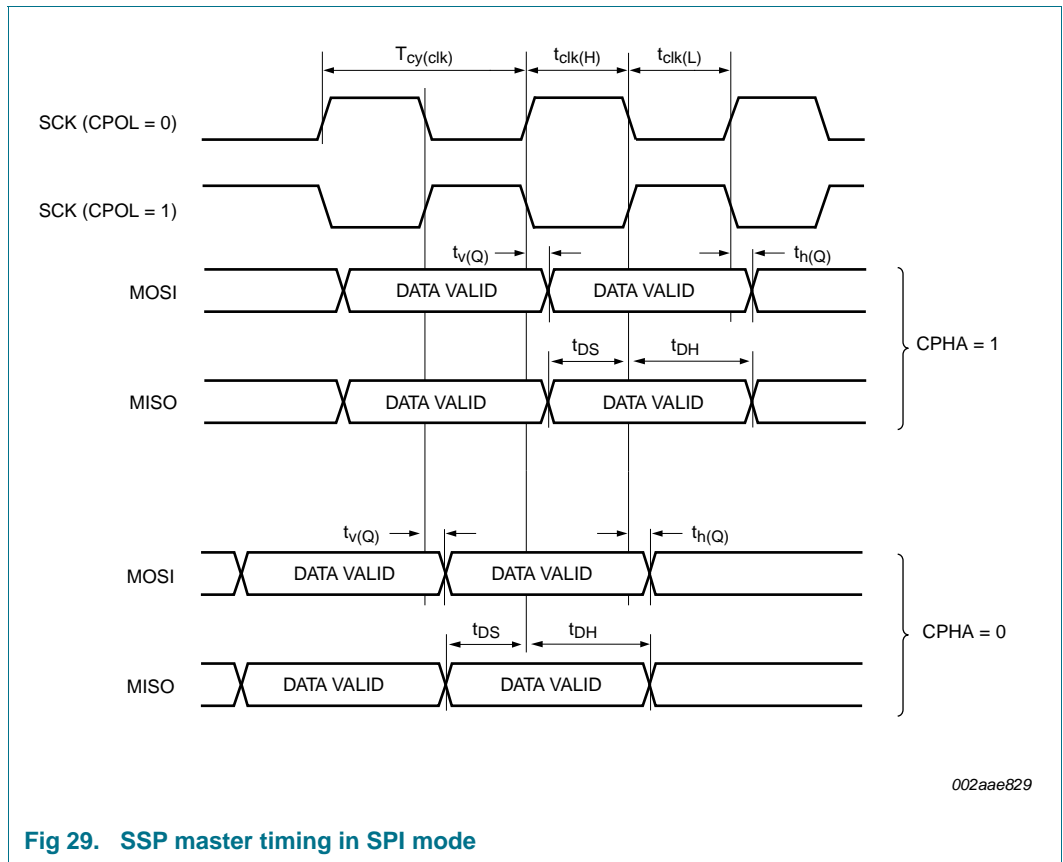 Tcy(clk) tclk(H) tclk(L)
SCK (CPOL = 0)
SCK (CPOL = 1)
tv(Q) th(Q)
MOSI DATA VALID DATA VALID
CPHA = 1
tDS tDH
MISO DATA VALID DATA VALID
tv(Q) th(Q)
MOSI DATA VALID DATA VALID
CPHA = 0
tDS tDH
MISO DATA VALID DATA VALID
002aae829
Fig 29. SSP master timing in SPI mode